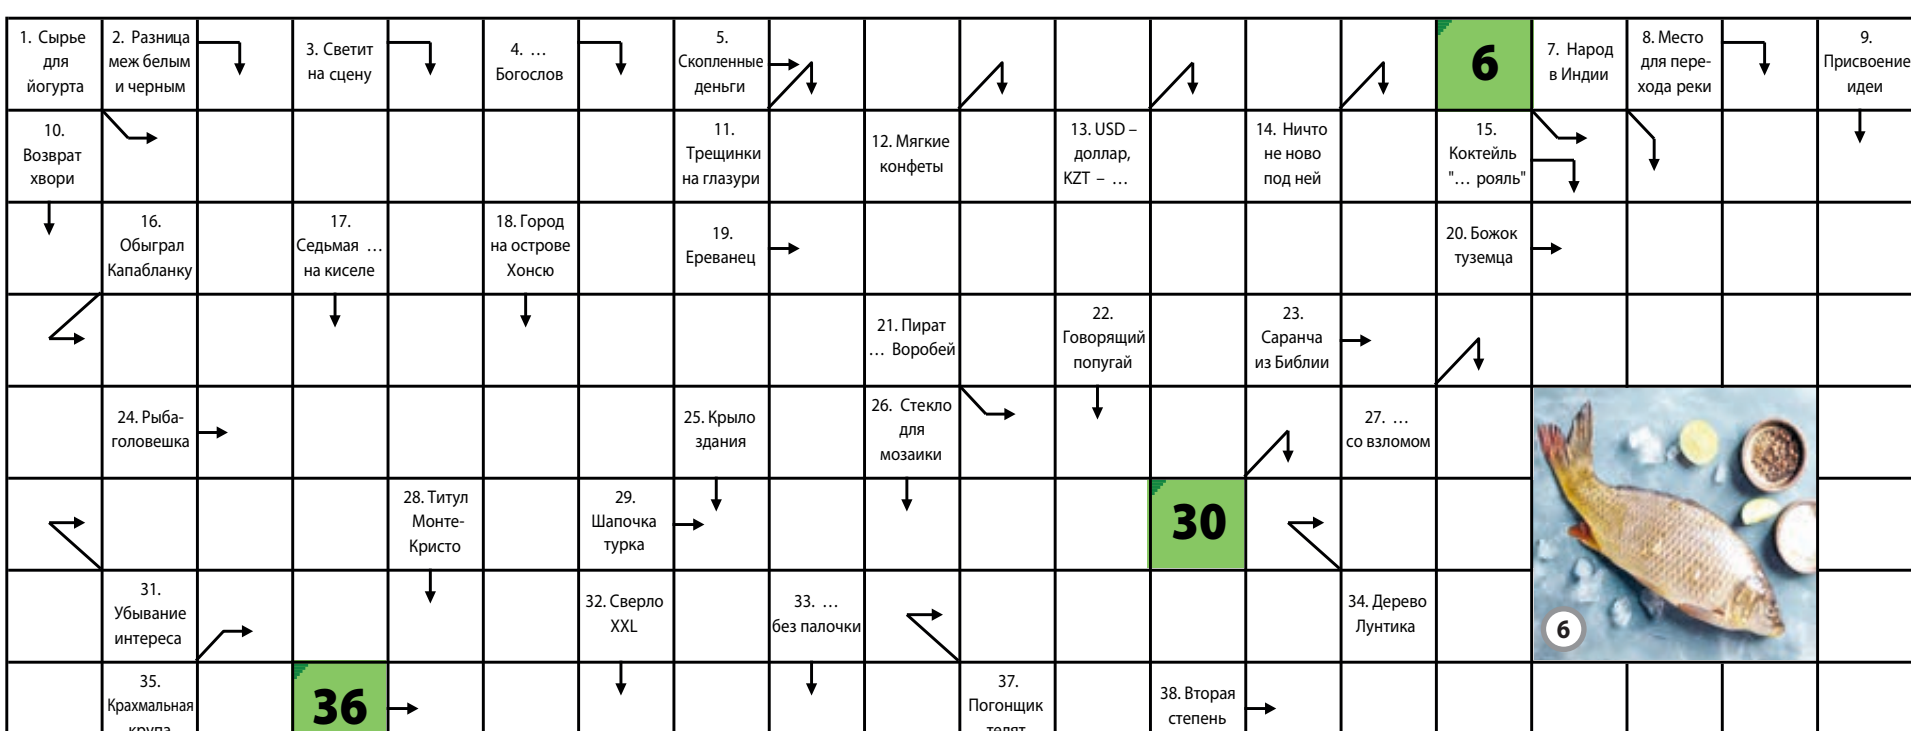 1. Сырье
для
йогурта
2. Разница
меж белым
и черным
3. Светит
на сцену
4. …
Богослов
5.
Скопленные
деньги
6
7. Народ
в Индии
8. Место
для пере-
хода реки
9.
Присвоение
идеи
10.
Возврат
хвори
11.
Трещинки
на глазури
12. Мягкие
конфеты
13. USD –
доллар,
KZT – …
14. Ничто
не ново
под ней
15.
Коктейль
"… рояль"
16.
Обыграл
Капабланку
17.
Седьмая …
на киселе
18. Город
на острове
Хонсю
19.
Ереванец
20. Божок
туземца
21. Пират
… Воробей
22.
Говорящий
попугай
23.
Саранча
из Библии
24. Рыба-
головешка
25. Крыло
здания
26. Стекло
для
мозаики
27. …
со взломом
28. Титул
Монте-
Кристо
29.
Шапочка
турка
30
31.
Убывание
интереса
32. Сверло
XXL
33. …
без палочки
34. Дерево
Лунтика
6
35.
Крахмальная
крупа
36
37.
Погонщик
телят
38. Вторая
степень